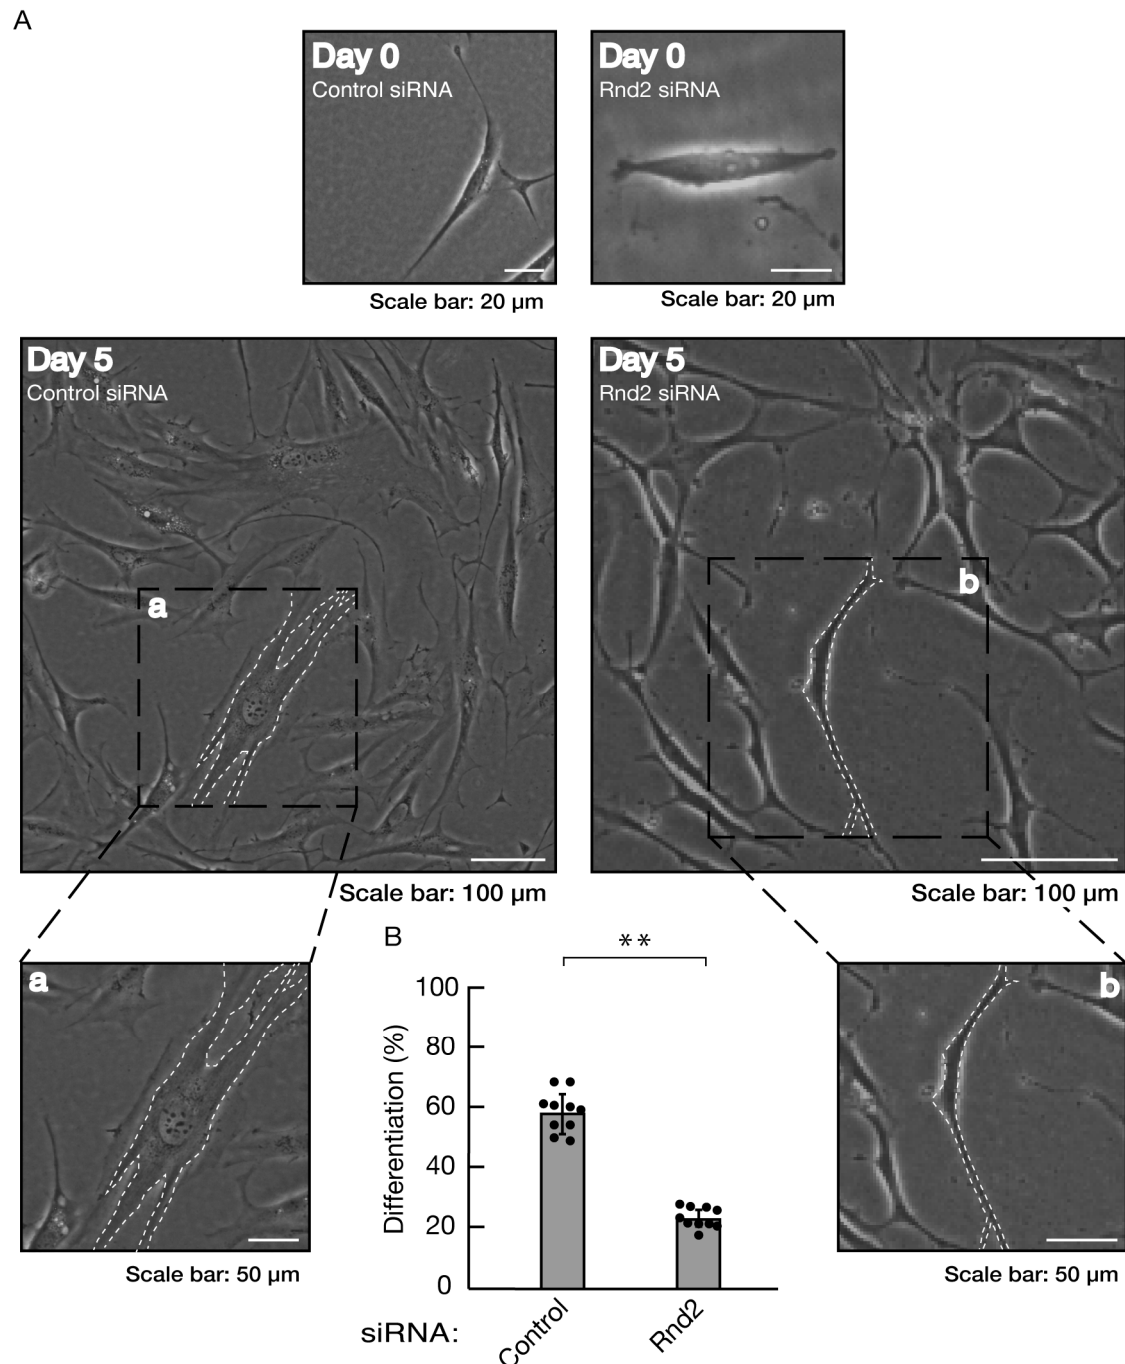 A
Day 0
Control siRNA
Day 0
Rnd2 siRNA
Scale bar: 20 µm
Scale bar: 20 µm
Day 5
Control siRNA
Day 5
Rnd2 siRNA
a
b
Scale bar: 100 µm
Scale bar: 100 µm
a
b
Scale bar: 50 µm
Scale bar: 50 µm
B
**
Differentiation (%)
100
80
60
40
20
0
siRNA:
Control
Rnd2